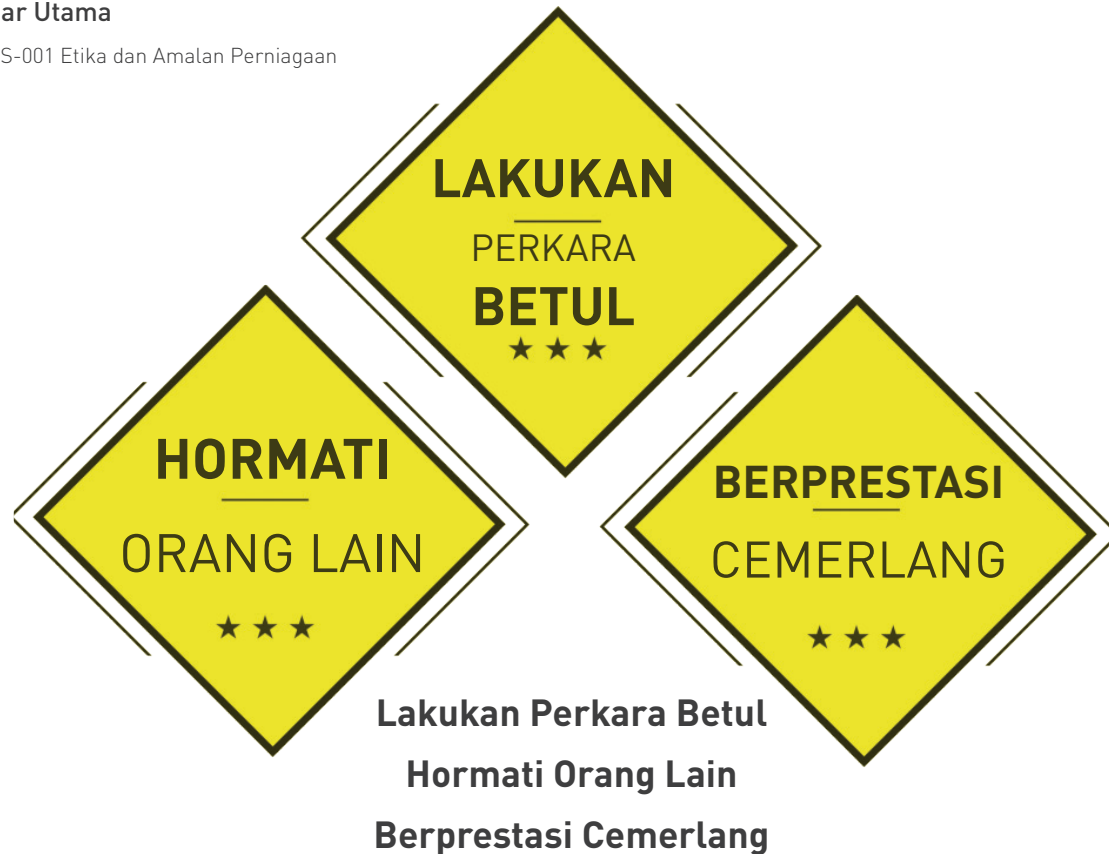 ar Utama
S-001 Etika dan Amalan Perniagaan
LAKUKAN
PERKARA
BETUL
HORMATI
ORANG LAIN
BERPRESTASI
CEMERLANG
Lakukan Perkara Betul
Hormati Orang Lain
Berprestasi Cemerlang